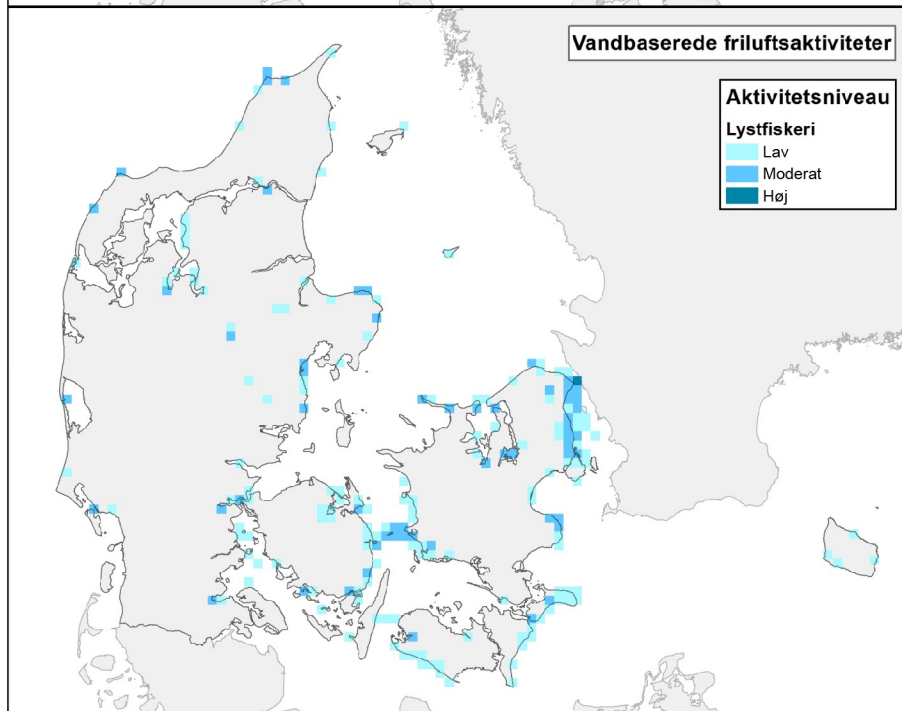 Vandbaserede friluftsaktiviteter
Aktivitetsniveau
Lystfiskeri
Lav
Moderat
Høj